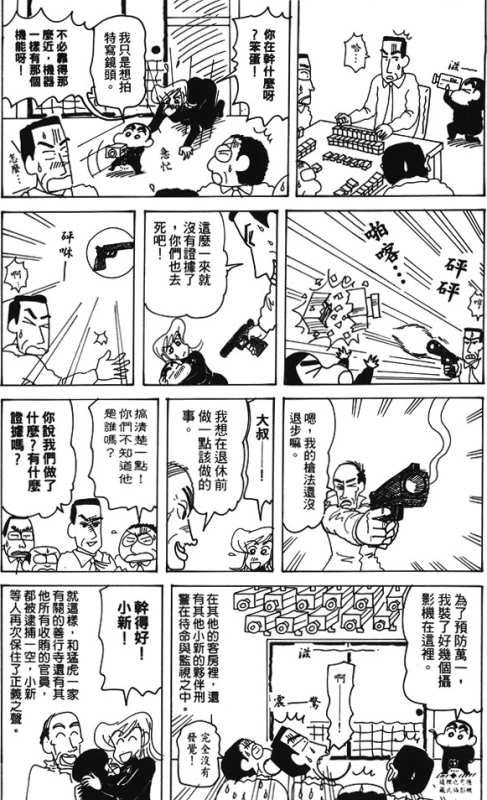 滋—
哈…
你在幹什麼呀
?笨蛋!
我只是想拍
特寫鏡頭。
不必靠得那
麼近,機器
一樣有那個
機能呀!
急忙
怎麼…
砰
砰
啪
喀…
這麼一來就
沒有證據了
,你們也去
死吧!
砰
咻—
啊
嗯,我的槍法還沒
退步嘛。
大叔——
我想在退休前
做一點該做的
事。
搞清楚一點!
你們不知道他
是誰嗎?
你說我們做了
什麼?有什麼
證據嗎?
為了預防萬一,
我裝了好幾個攝
影機在這裡。
滋—
啊
震—驚
完全沒有
發覺!
在其他的客房裡,還
有其他小新的夥伴刑
警在待命與監視之中。
幹得好!
小新!
就這樣,和猛虎一家
有關的善行寺還有其
他所有收賄的官員,
都被逮捕一空,小新
等人再次保住了正義之聲。